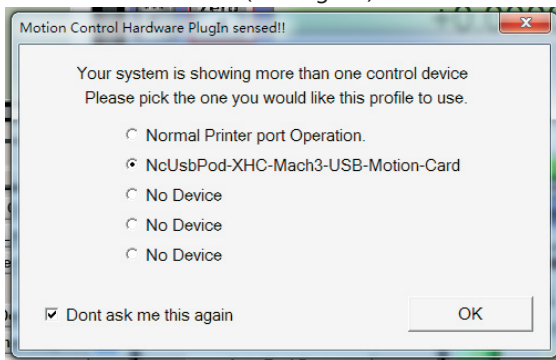 Motion Control Hardware PlugIn sensed!!
Your system is showing more than one control device
Please pick the one you would like this profile to use.
Normal Printer port Operation.
NcUsbPod-XHC-Mach3-USB-Motion-Card
No Device
No Device
No Device
Dont ask me this again
OK